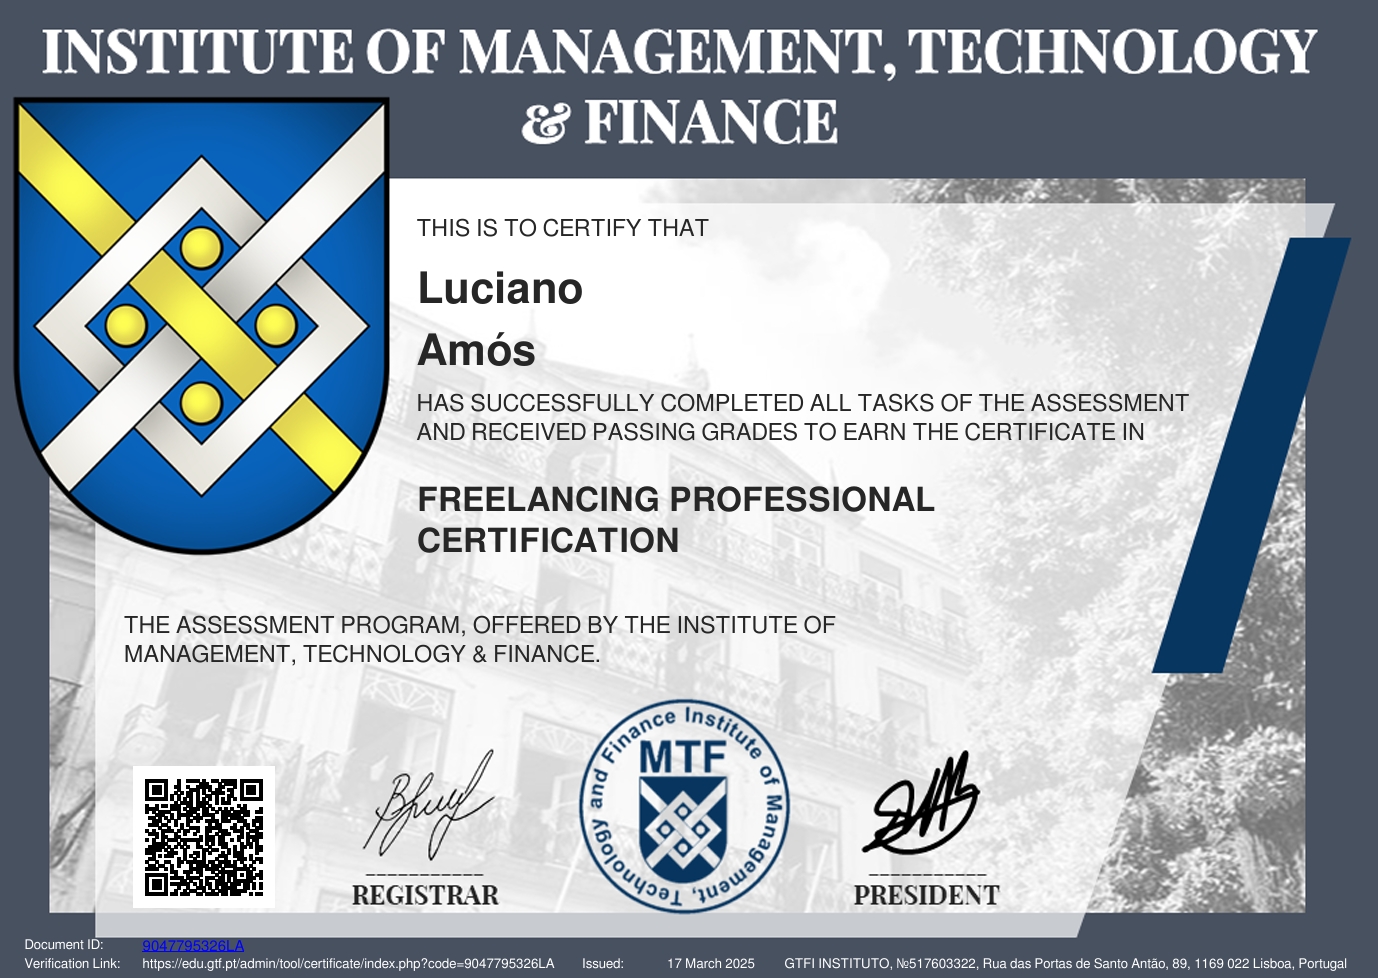 INSTITUTE OF MANAGEMENT, TECHNOLOGY
& FINANCE
THIS IS TO CERTIFY THAT
Luciano
Amós
HAS SUCCESSFULLY COMPLETED ALL TASKS OF THE ASSESSMENT
AND RECEIVED PASSING GRADES TO EARN THE CERTIFICATE IN
FREELANCING PROFESSIONAL
CERTIFICATION
THE ASSESSMENT PROGRAM, OFFERED BY THE INSTITUTE OF
MANAGEMENT, TECHNOLOGY & FINANCE.
Institute of Management, Technology and Finance
MTF
___________
REGISTRAR
___________
PRESIDENT
Document ID: 9047795326LA
Verification Link: https://edu.gtf.pt/admin/tool/certificate/index.php?code=9047795326LA Issued: 17 March 2025 GTFI INSTITUTO, №517603322, Rua das Portas de Santo Antão, 89, 1169 022 Lisboa, Portugal